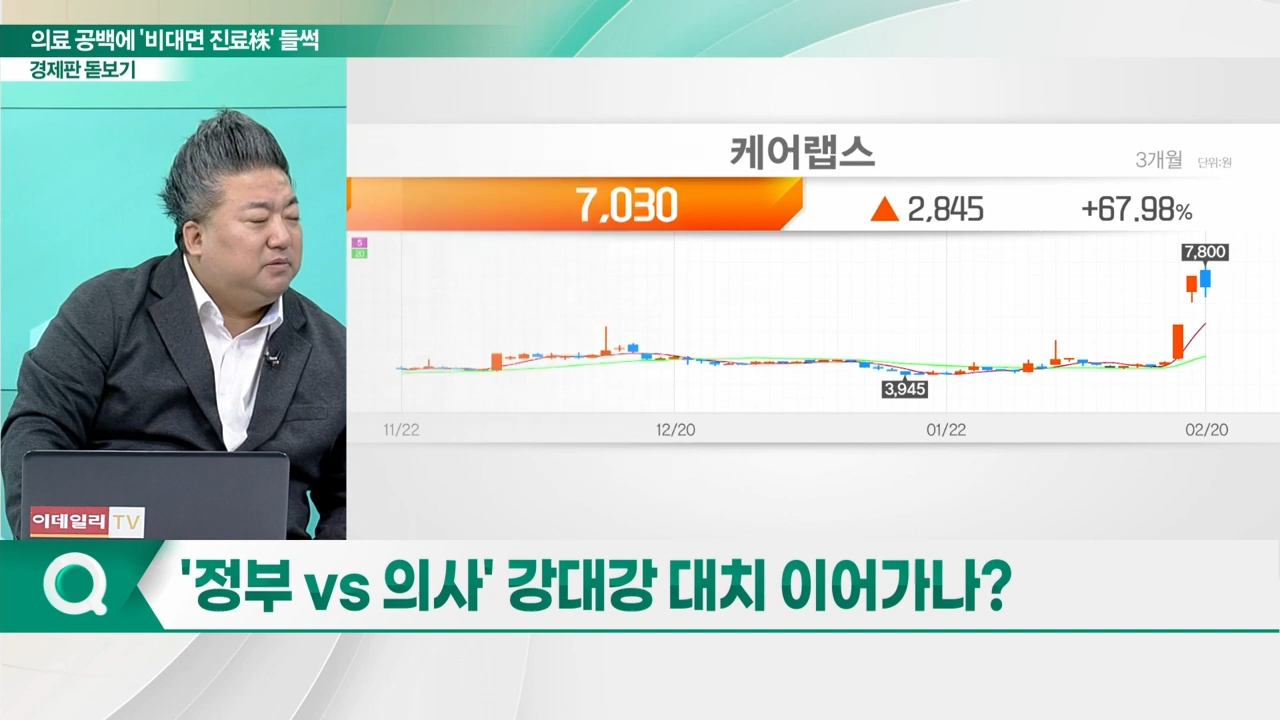 의료 공백에 '비대면 진료株' 들썩
경제판 돋보기
케어랩스
3개월 단위:원
7,030 ▲ 2,845 +67.98%
5
20
7,800
3,945
11/22 12/20 01/22 02/20
이데일리 TV
'정부 vs 의사' 강대강 대치 이어가나?